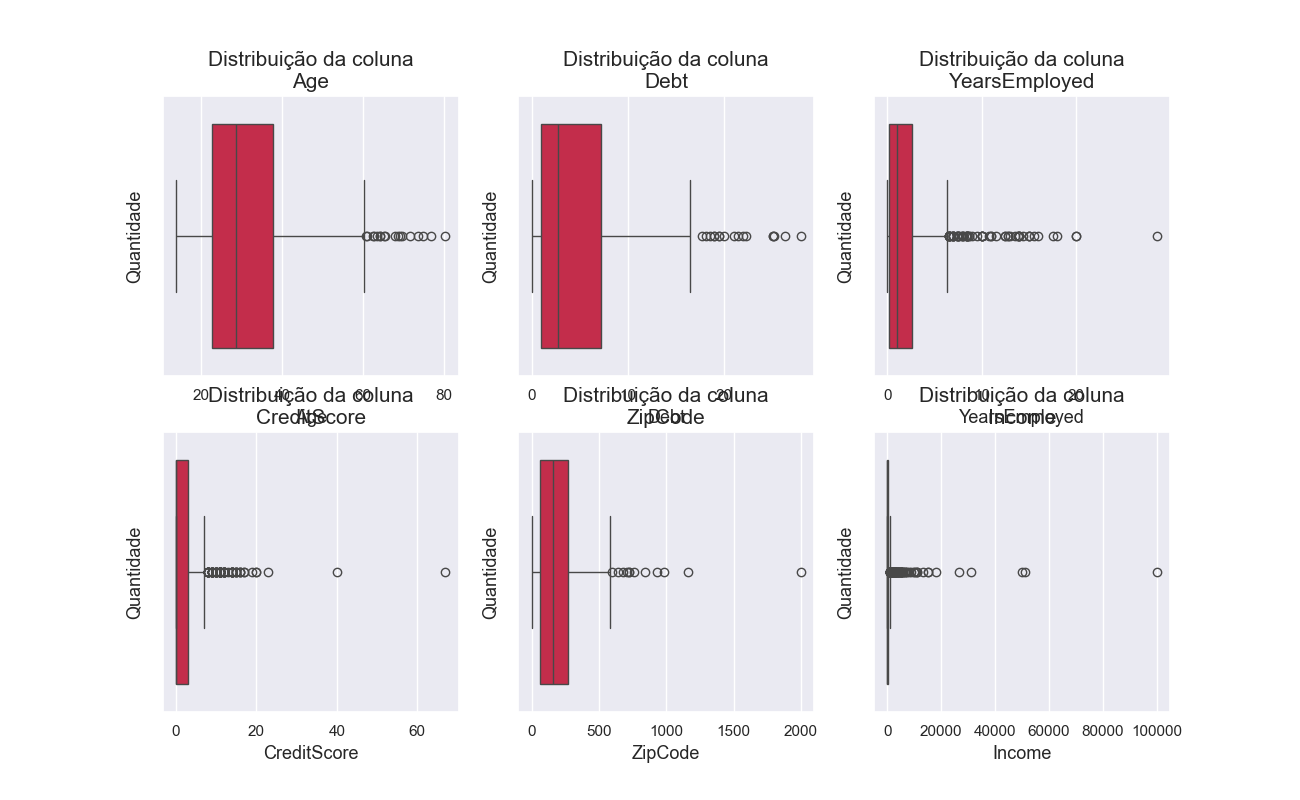 Distribuição da coluna
Age
Distribuição da coluna
Debt
Distribuição da coluna
YearsEmployed
Quantidade
Quantidade
Quantidade
20 40 60 80
0 10 20
0 10 20
Age
Debt
YearsEmployed
Distribuição da coluna
CreditScore
Distribuição da coluna
ZipCode
Distribuição da coluna
Income
Quantidade
Quantidade
Quantidade
0 20 40 60
0 500 1000 1500 2000
0 20000 40000 60000 80000 100000
CreditScore
ZipCode
Income